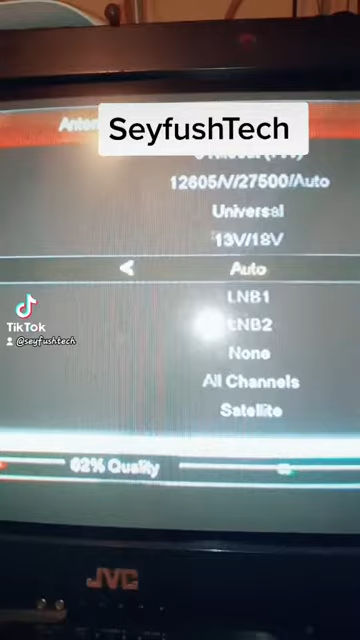 SeyfushTech
12605/V/27500/Auto
Universal
13V/18V
Auto
LNB1
LNB2
None
All Channels
Satellite
TikTok
@seyfushtech
62% Quality
JVC